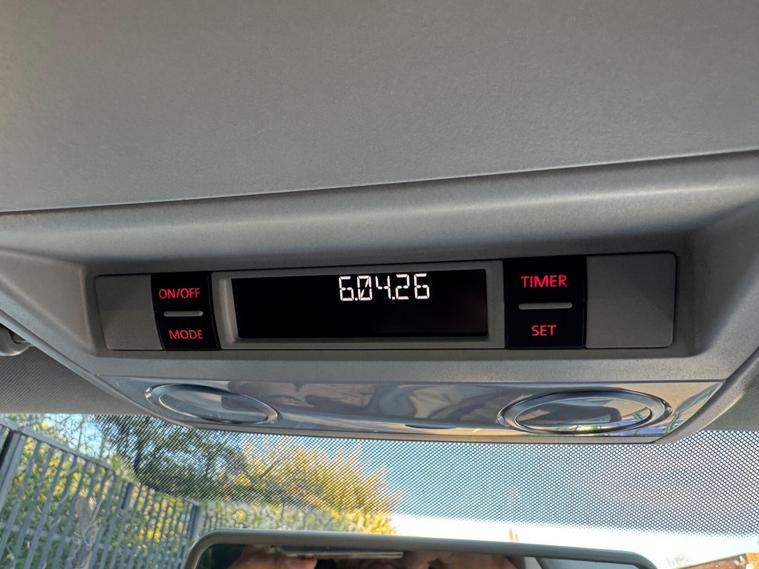 ON/OFF
MODE
6.04.26
TIMER
SET